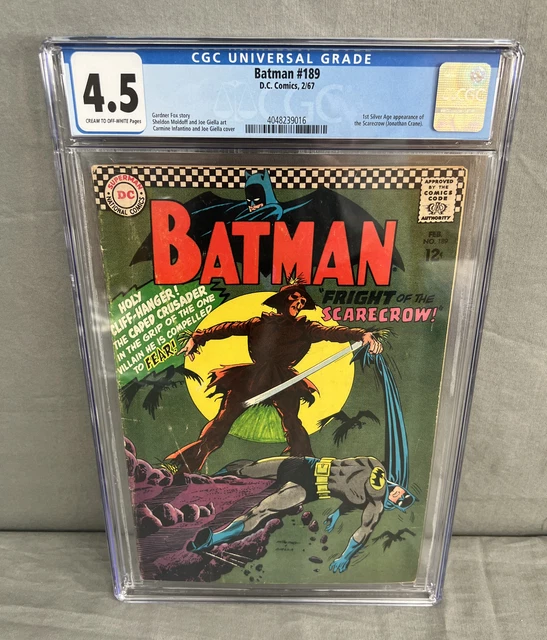 CGC UNIVERSAL GRADE
4.5
CREAM TO OFF-WHITE Pages
Batman #189
D.C. Comics, 2/67
Gardner Fox story
Sheldon Moldoff and Joe Giella art
Carmine Infantino and Joe Giella cover
4048239016
1st Silver Age appearance of
the Scarecrow (Jonathan Crane).
CGC
SUPERMAN
DC
NATIONAL COMICS
APPROVED
BY THE
COMICS
CODE
AUTHORITY
BATMAN
FEB.
NO. 189
12¢
"FRIGHT OF THE
SCARECROW!"
HOLY
CLIFF-HANGER!
THE CAPED CRUSADER
IN THE GRIP OF THE ONE
VILLAIN HE IS COMPELLED
TO FEAR!